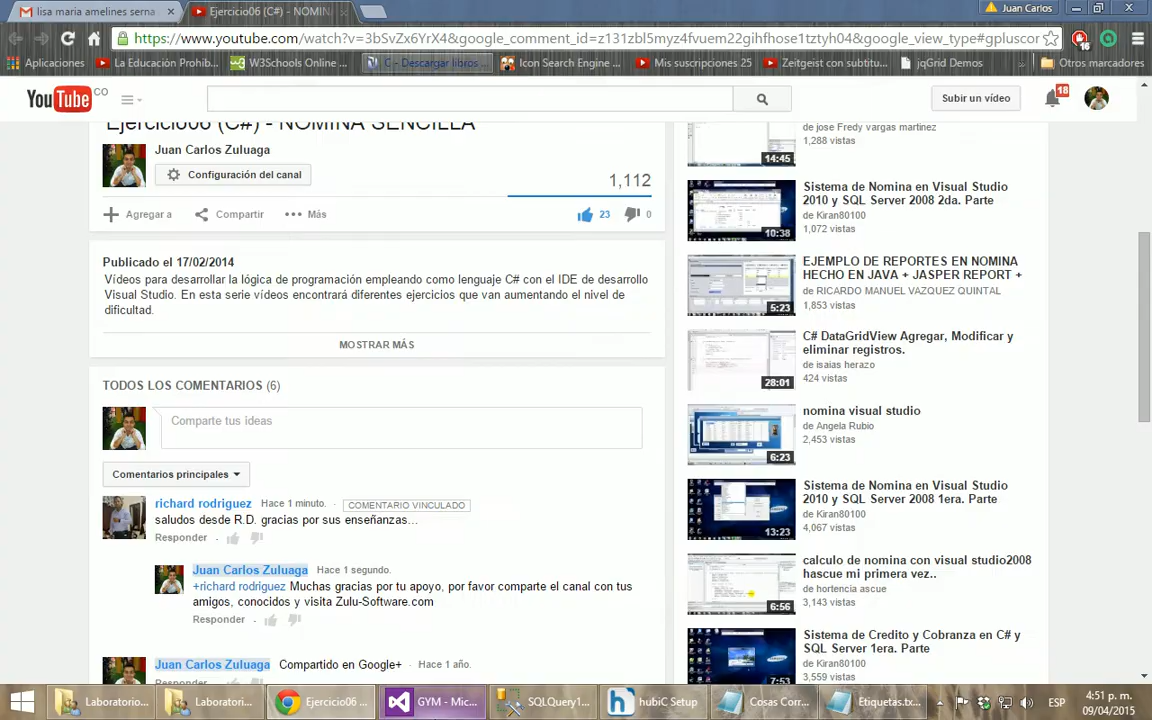 lisa maria amelines serna
Ejercicio06 (C#) - NOMIN
Juan Carlos
https://www.youtube.com/watch?v=3bSvZx6YrX4&google_comment_id=z131zbl5myz4fvuem22gihfhose1tztyh04&google_view_type#gpluscor
16
Aplicaciones
La Educación Prohib...
W3Schools Online ...
C - Descargar libros ...
Icon Search Engine ...
Mis suscripciones 25
Zeitgeist con subtitu...
jqGrid Demos
Otros marcadores
YouTube CO
Subir un vídeo
18
Ejercicio06 (C#) - NOMINA SENCILLA
Juan Carlos Zuluaga
Configuración del canal
1,112
Agregar a
Compartir
Más
23
0
Publicado el 17/02/2014
Vídeos para desarrollar la lógica de programación empleando como lenguaje C# con el IDE de desarrollo
Visual Studio. En esta serie vídeos encontrará diferentes ejercicios que van aumentando el nivel de
dificultad.
MOSTRAR MÁS
TODOS LOS COMENTARIOS (6)
Comparte tus ideas
Comentarios principales
richard rodriguez Hace 1 minuto. · COMENTARIO VINCULADO
saludos desde R.D. gracias por sus enseñanzas...
Responder ·
Juan Carlos Zuluaga Hace 1 segundo.
+richard rodriguez Muchas gracias por tu apoyo, por favor comparte el canal con tus
amigos, conocidos y visita Zulu-Software.com
Responder ·
Juan Carlos Zuluaga Compartido en Google+ · Hace 1 año.
de jose Fredy vargas martinez
1,288 vistas
14:45
Sistema de Nomina en Visual Studio
2010 y SQL Server 2008 2da. Parte
de Kiran80100
1,072 vistas
10:38
EJEMPLO DE REPORTES EN NOMINA
HECHO EN JAVA + JASPER REPORT +
de RICARDO MANUEL VAZQUEZ QUINTAL
1,853 vistas
5:23
C# DataGridView Agregar, Modificar y
eliminar registros.
de isaias herazo
424 vistas
28:01
nomina visual studio
de Angela Rubio
2,453 vistas
6:23
Sistema de Nomina en Visual Studio
2010 y SQL Server 2008 1era. Parte
de Kiran80100
4,067 vistas
13:23
calculo de nomina con visual studio2008
hascue mi primera vez..
de hortencia ascue
3,143 vistas
6:56
Sistema de Credito y Cobranza en C# y
SQL Server 2008 1era. Parte
de Kiran80100
3,559 vistas
7:53
Laboratorio...
Laboratori...
Ejercicio06 ...
GYM - Mic...
SQLQuery1...
hubiC Setup
Cosas Corr...
Etiquetas.tx...
ESP
4:51 p. m.
09/04/2015